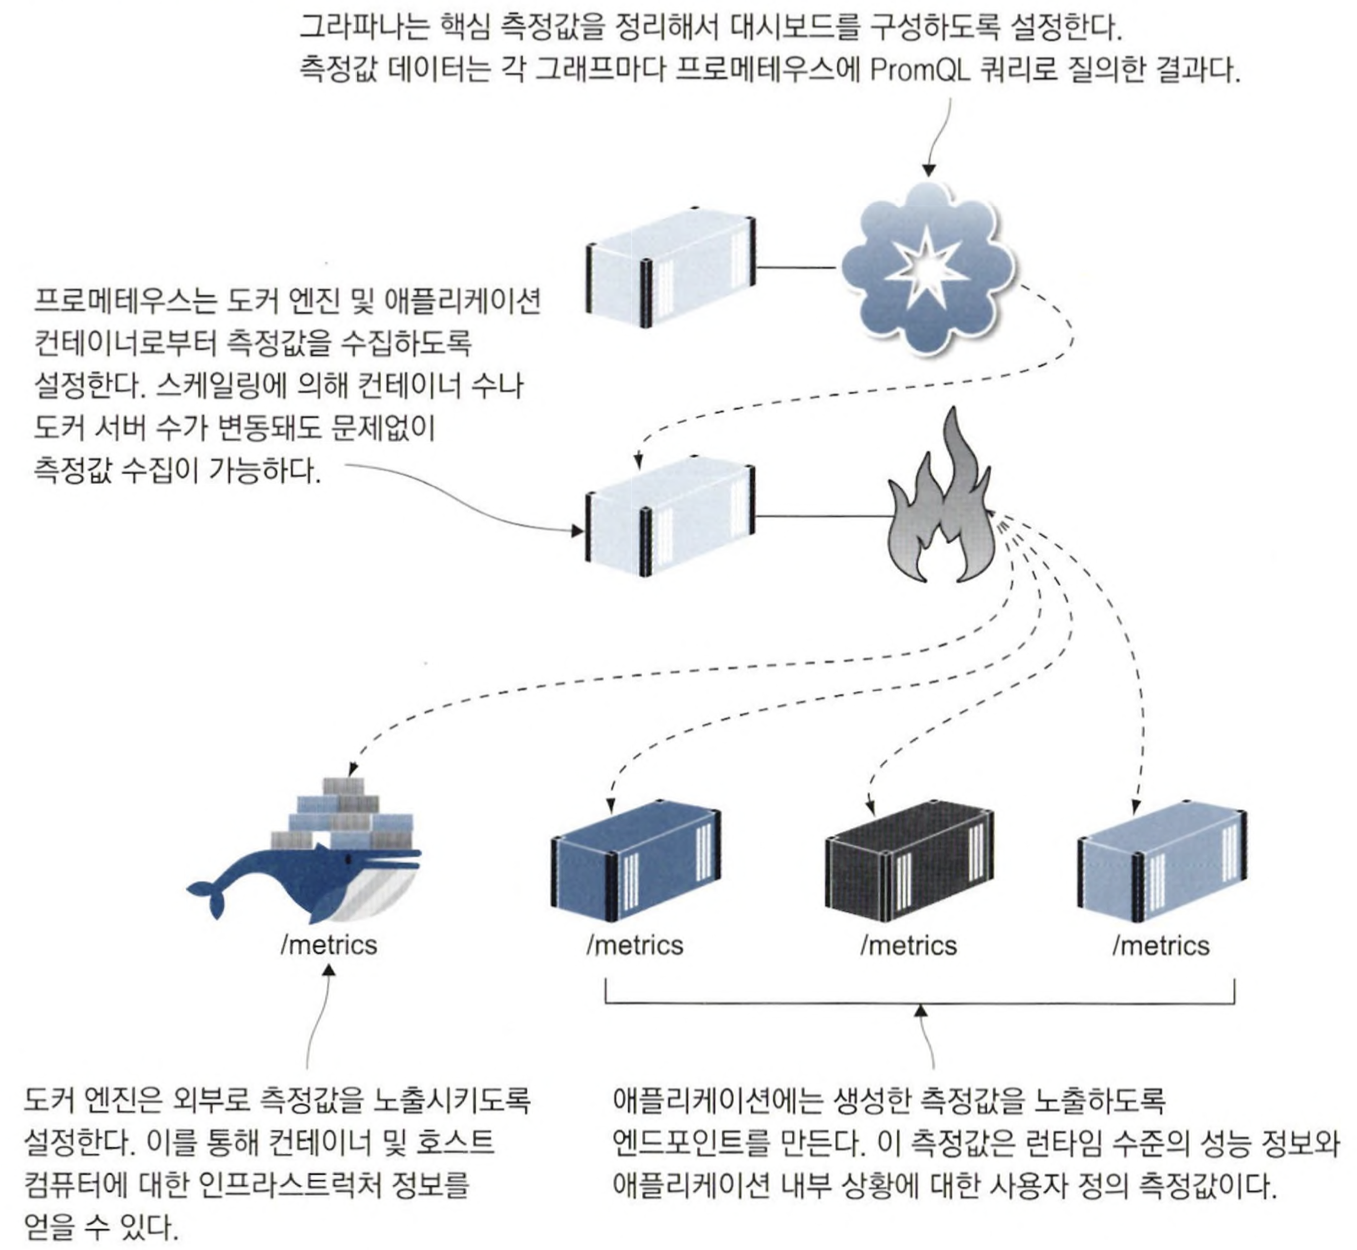 그라파나는 핵심 측정값을 정리해서 대시보드를 구성하도록 설정한다.
측정값 데이터는 각 그래프마다 프로메테우스에 PromQL 쿼리로 질의한 결과다.
프로메테우스는 도커 엔진 및 애플리케이션
컨테이너로부터 측정값을 수집하도록
설정한다. 스케일링에 의해 컨테이너 수나
도커 서버 수가 변동돼도 문제없이
측정값 수집이 가능하다.
/metrics
/metrics
/metrics
/metrics
도커 엔진은 외부로 측정값을 노출시키도록
설정한다. 이를 통해 컨테이너 및 호스트
컴퓨터에 대한 인프라스트럭처 정보를
얻을 수 있다.
애플리케이션에는 생성한 측정값을 노출하도록
엔드포인트를 만든다. 이 측정값은 런타임 수준의 성능 정보와
애플리케이션 내부 상황에 대한 사용자 정의 측정값이다.